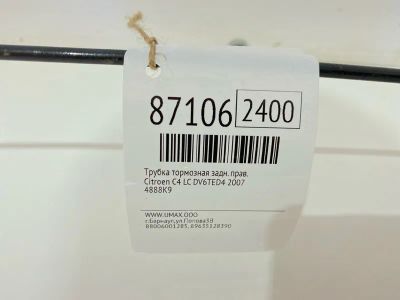 87106 2400
Трубка тормозная задн. прав.
Citroen C4 LC DV6TED4 2007
4888K9
WWW.UMAX.OOO
г.Барнаул,ул.Попова58
88006001285, 89635128390